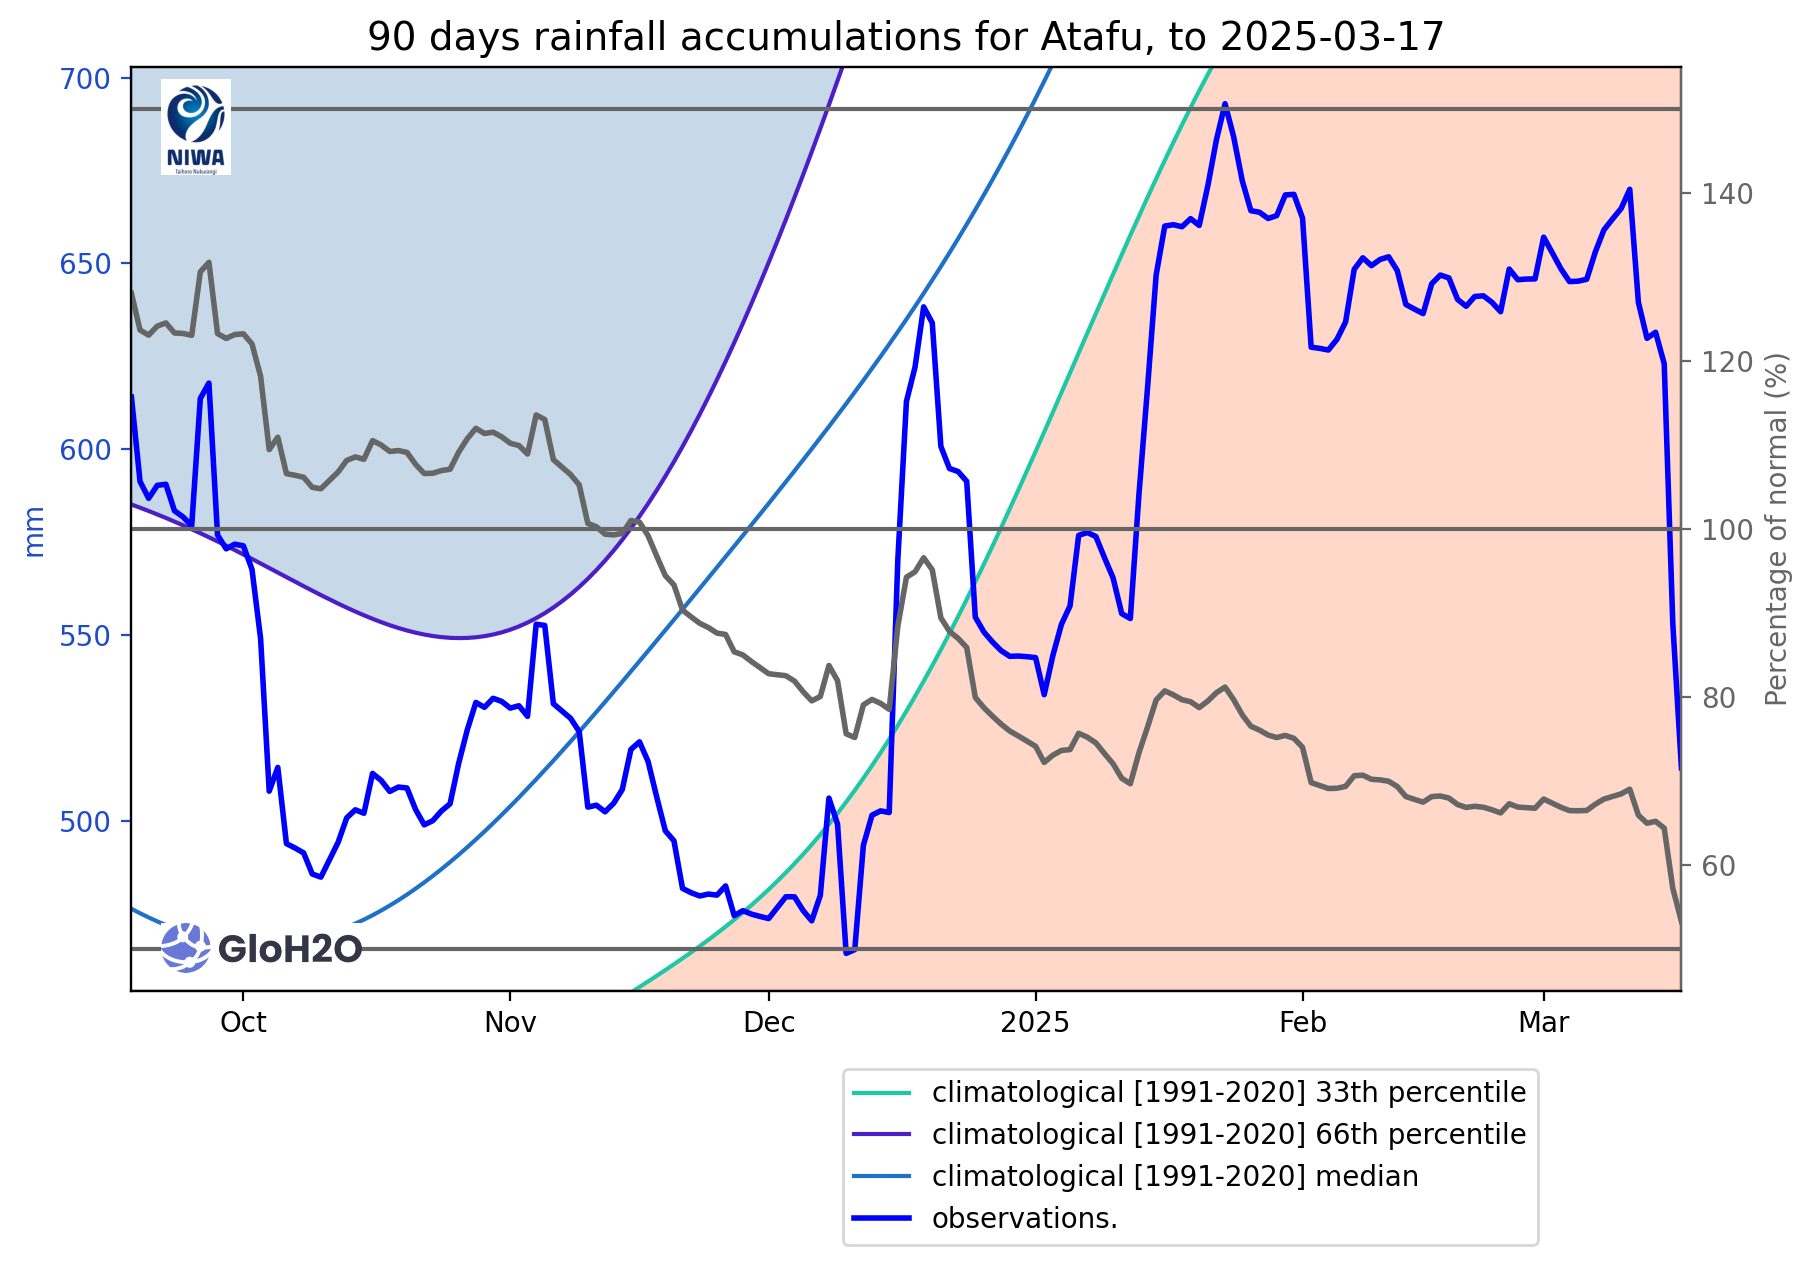 90 days rainfall accumulations for Atafu, to 2025-03-17
700
650
600
550
500
mm
140
120
100
80
60
Percentage of normal (%)
NIWA
Taihoro Nukurangi
GloH2O
Oct
Nov
Dec
2025
Feb
Mar
climatological [1991-2020] 33th percentile
climatological [1991-2020] 66th percentile
climatological [1991-2020] median
observations.